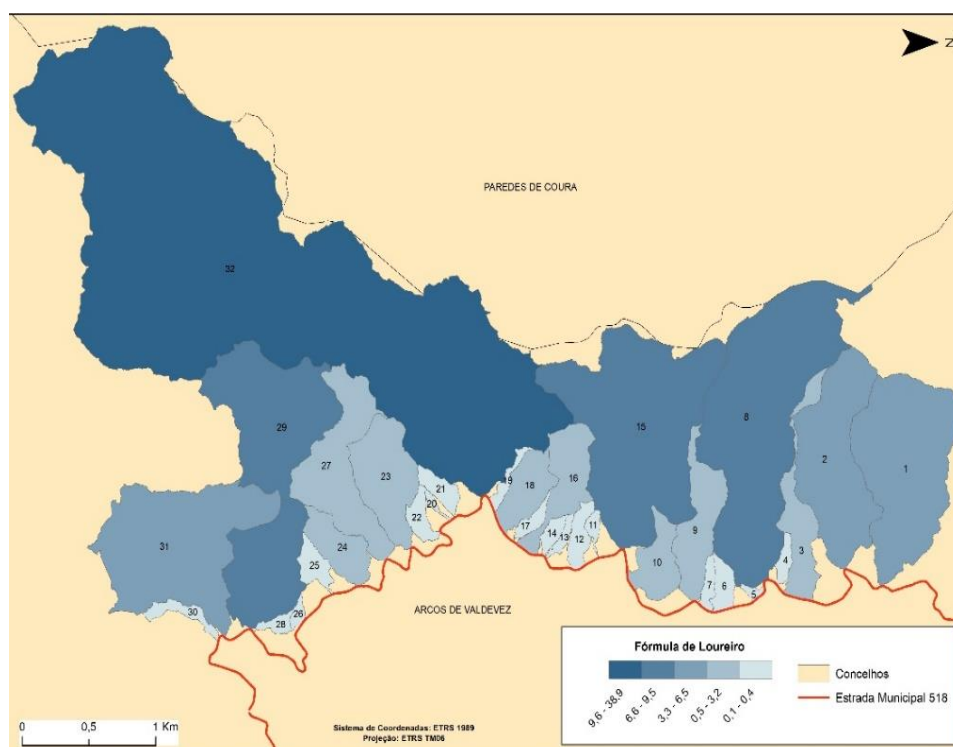 N
PAREDES DE COURA
32
15
8
2
1
29
27
23
21
20
22
19
18
16
17
14
13
12
11
10
9
7
6
5
4
3
24
25
31
30
28
26
ARCOS DE VALDEVEZ
Fórmula de Loureiro
9,6 - 38,9
6,6 - 9,5
3,3 - 6,5
0,5 - 3,2
0,1 - 0,4
Concelhos
Estrada Municipal 518
0 0,5 1 Km
Sistema de Coordenadas: ETRS 1989
Projeção: ETRS TM06